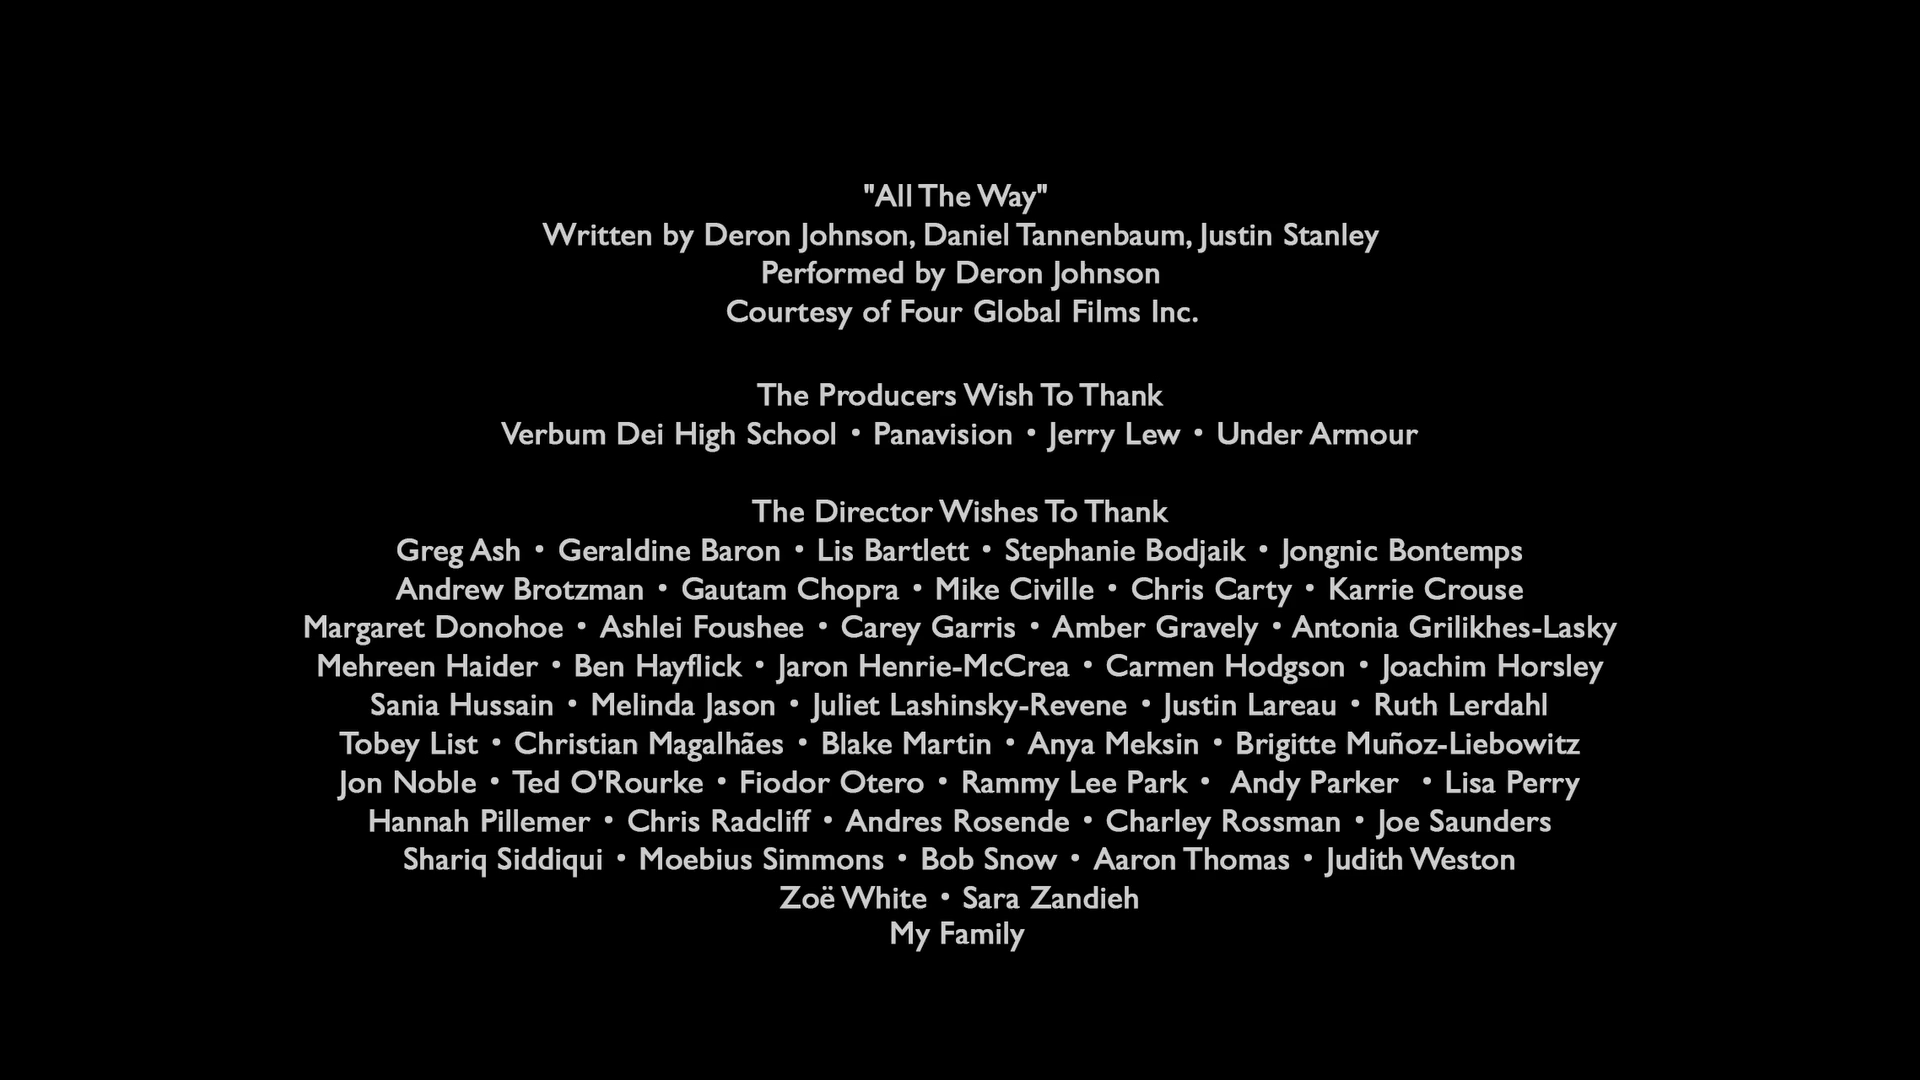 "All The Way"
Written by Deron Johnson, Daniel Tannenbaum, Justin Stanley
Performed by Deron Johnson
Courtesy of Four Global Films Inc.
The Producers Wish To Thank
Verbum Dei High School • Panavision • Jerry Lew • Under Armour
The Director Wishes To Thank
Greg Ash • Geraldine Baron • Lis Bartlett • Stephanie Bodjaik • Jongnic Bontemps
Andrew Brotzman • Gautam Chopra • Mike Civille • Chris Carty • Karrie Crouse
Margaret Donohoe • Ashlei Foushee • Carey Garris • Amber Gravely • Antonia Grilikhes-Lasky
Mehreen Haider • Ben Hayflick • Jaron Henrie-McCrea • Carmen Hodgson • Joachim Horsley
Sania Hussain • Melinda Jason • Juliet Lashinsky-Revene • Justin Lareau • Ruth Lerdahl
Tobey List • Christian Magalhães • Blake Martin • Anya Meksin • Brigitte Muñoz-Liebowitz
Jon Noble • Ted O'Rourke • Fiodor Otero • Rammy Lee Park • Andy Parker • Lisa Perry
Hannah Pillemer • Chris Radcliff • Andres Rosende • Charley Rossman • Joe Saunders
Shariq Siddiqui • Moebius Simmons • Bob Snow • Aaron Thomas • Judith Weston
Zoë White • Sara Zandieh
My Family